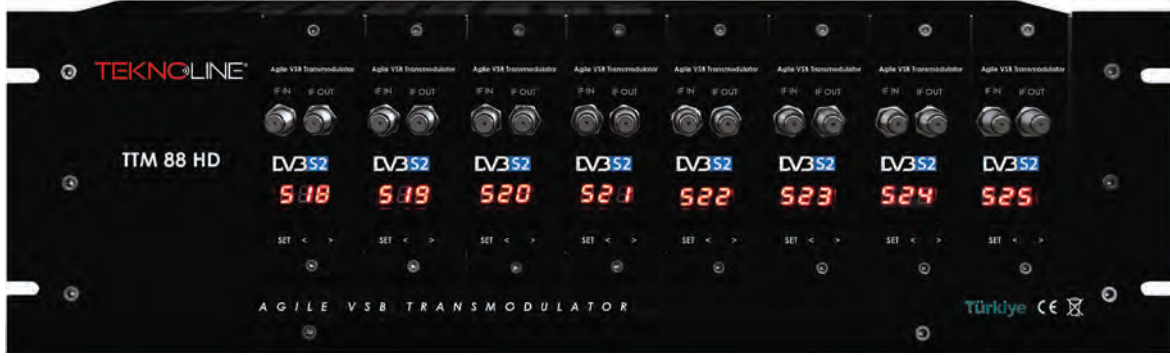 TEKNOLINE®
Agile VSB Transmodulator Agile VSB Transmodulator Agile VSB Transmodulator Agile VSB Transmodulator Agile VSB Transmodulator Agile VSB Transmodulator Agile VSB Transmodulator Agile VSB Transmodulator
IF IN IF OUT IF IN IF OUT IF IN IF OUT IF IN IF OUT IF IN IF OUT IF IN IF OUT IF IN IF OUT IF IN IF OUT
TTM 88 HD
DVB S2 DVB S2 DVB S2 DVB S2 DVB S2 DVB S2 DVB S2 DVB S2
S18 S19 S20 S21 S22 S23 S24 S25
SET < > SET < > SET < > SET < > SET < > SET < > SET < > SET < >
AGILE VSB TRANSMODULATOR
Türkiye CE